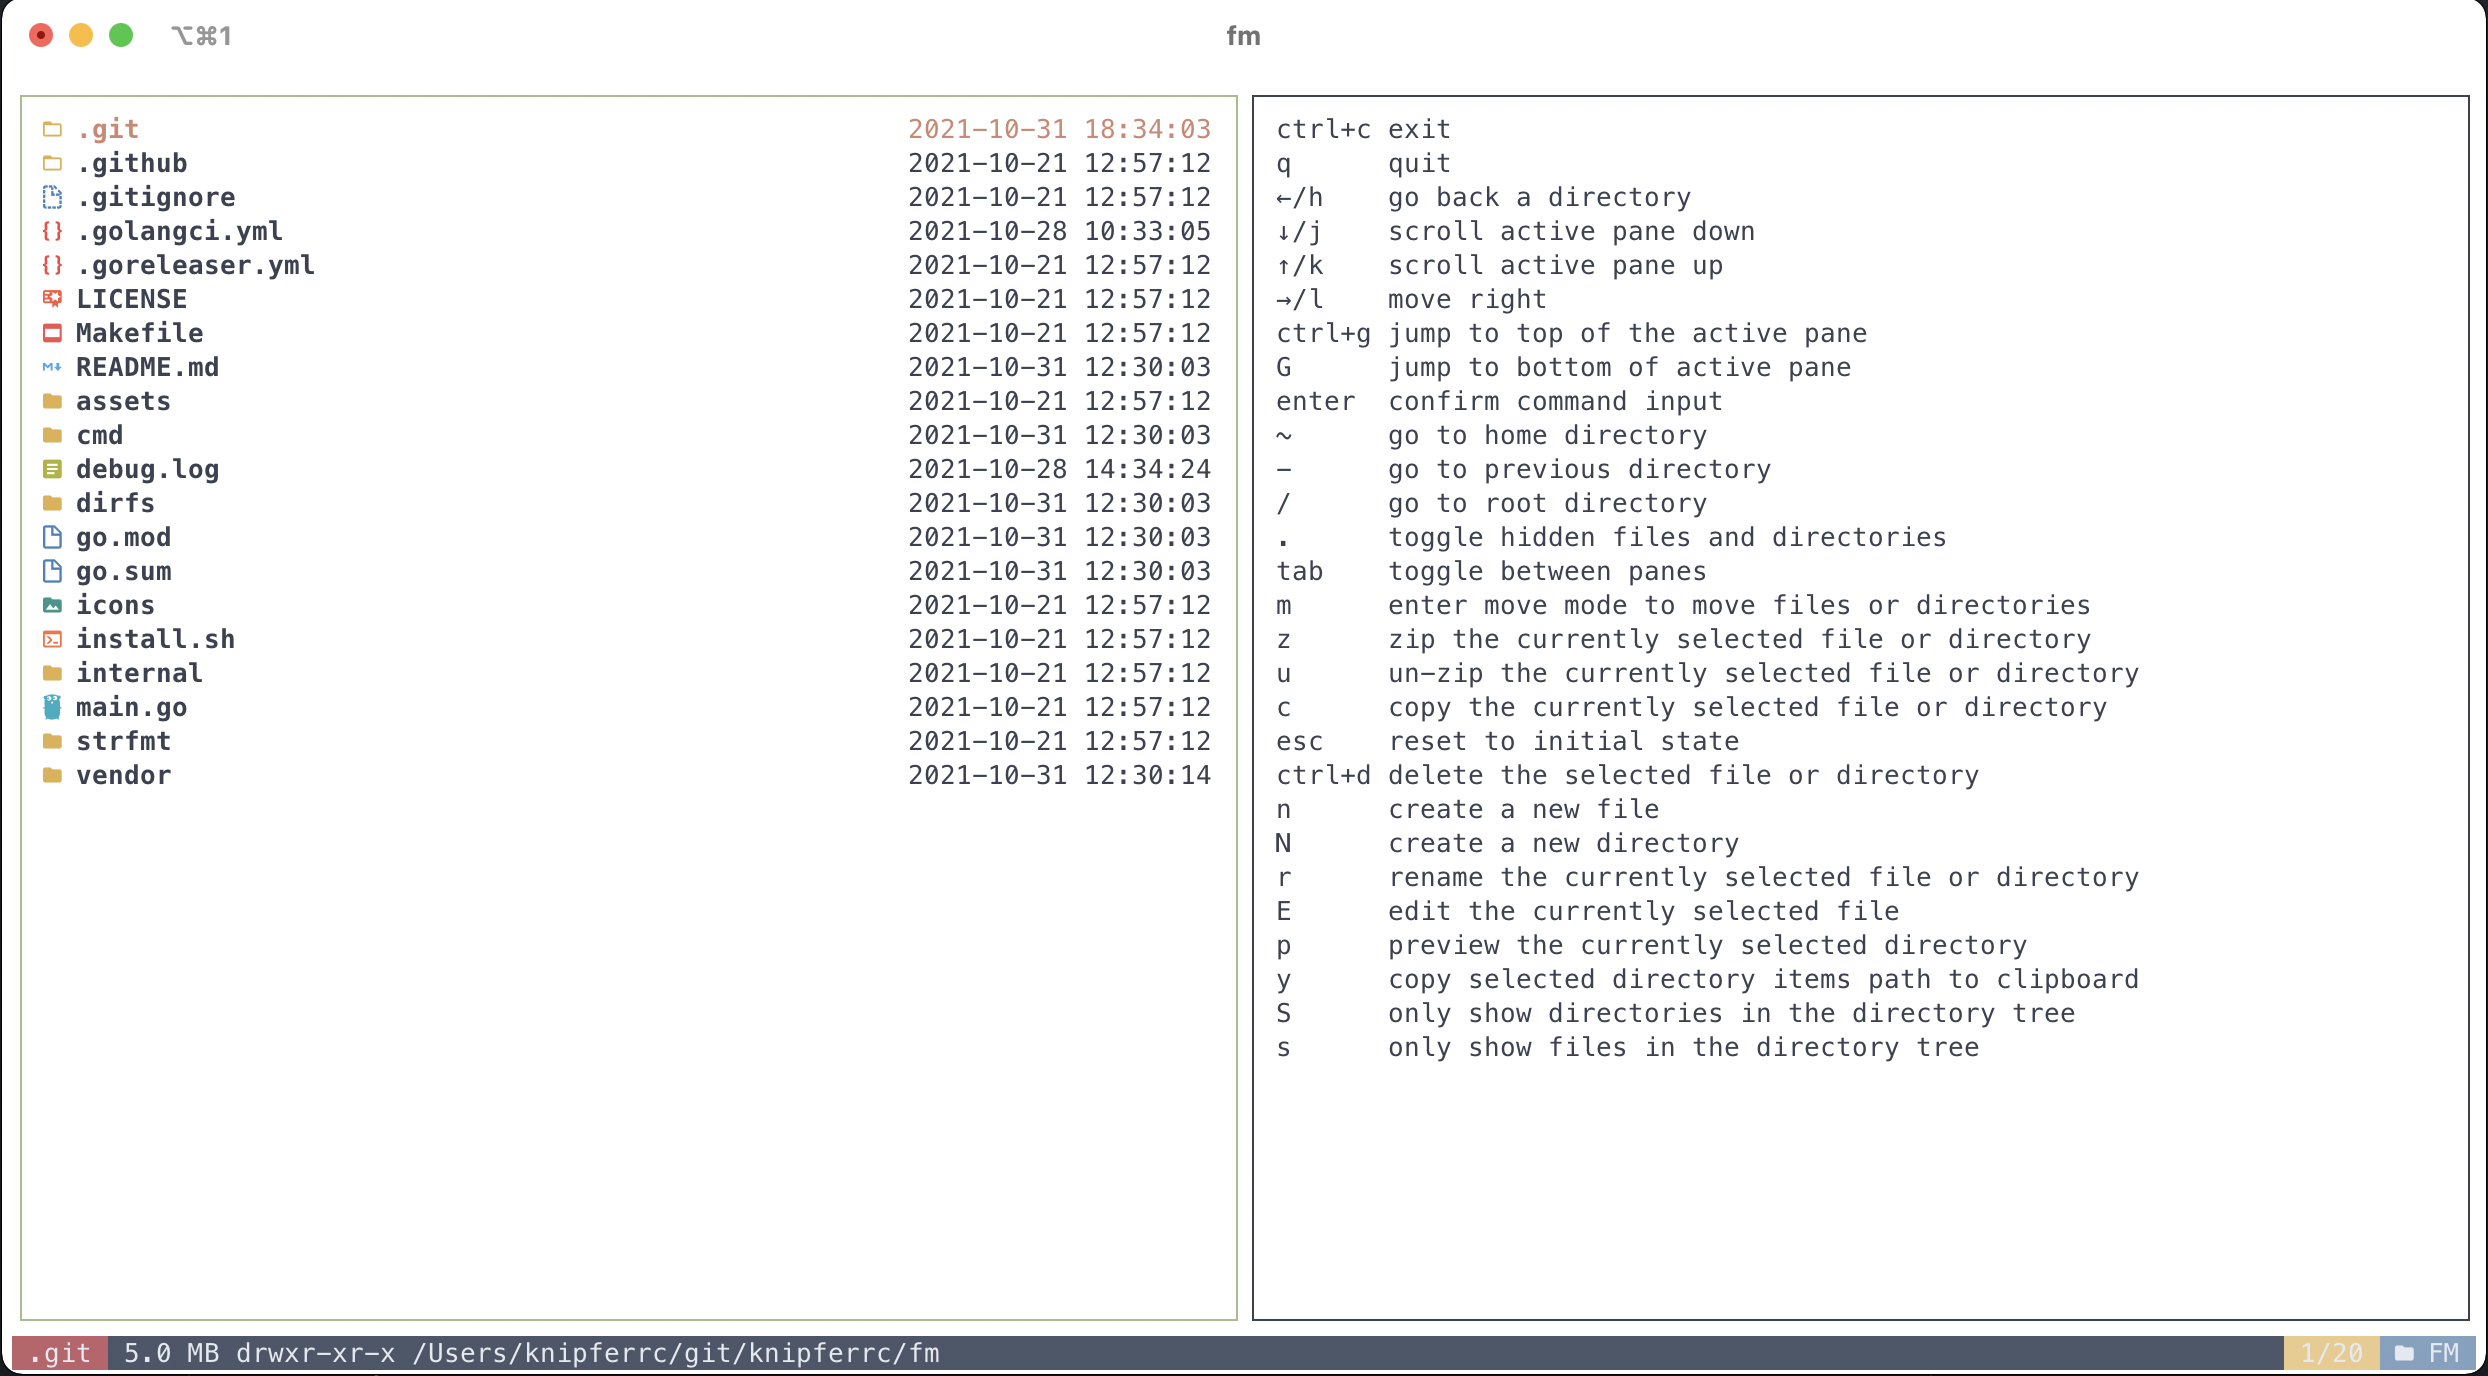 ⌥⌘1 fm
.git 2021-10-31 18:34:03
.github 2021-10-21 12:57:12
.gitignore 2021-10-21 12:57:12
.golangci.yml 2021-10-28 10:33:05
.goreleaser.yml 2021-10-21 12:57:12
LICENSE 2021-10-21 12:57:12
Makefile 2021-10-21 12:57:12
README.md 2021-10-31 12:30:03
assets 2021-10-21 12:57:12
cmd 2021-10-31 12:30:03
debug.log 2021-10-28 14:34:24
dirfs 2021-10-31 12:30:03
go.mod 2021-10-31 12:30:03
go.sum 2021-10-31 12:30:03
icons 2021-10-21 12:57:12
install.sh 2021-10-21 12:57:12
internal 2021-10-21 12:57:12
main.go 2021-10-21 12:57:12
strfmt 2021-10-21 12:57:12
vendor 2021-10-31 12:30:14
ctrl+c exit
q quit
←/h go back a directory
↓/j scroll active pane down
↑/k scroll active pane up
→/l move right
ctrl+g jump to top of the active pane
G jump to bottom of active pane
enter confirm command input
~ go to home directory
- go to previous directory
/ go to root directory
. toggle hidden files and directories
tab toggle between panes
m enter move mode to move files or directories
z zip the currently selected file or directory
u un-zip the currently selected file or directory
c copy the currently selected file or directory
esc reset to initial state
ctrl+d delete the selected file or directory
n create a new file
N create a new directory
r rename the currently selected file or directory
E edit the currently selected file
p preview the currently selected directory
y copy selected directory items path to clipboard
S only show directories in the directory tree
s only show files in the directory tree
.git 5.0 MB drwxr-xr-x /Users/knipferrc/git/knipferrc/fm 1/20 FM